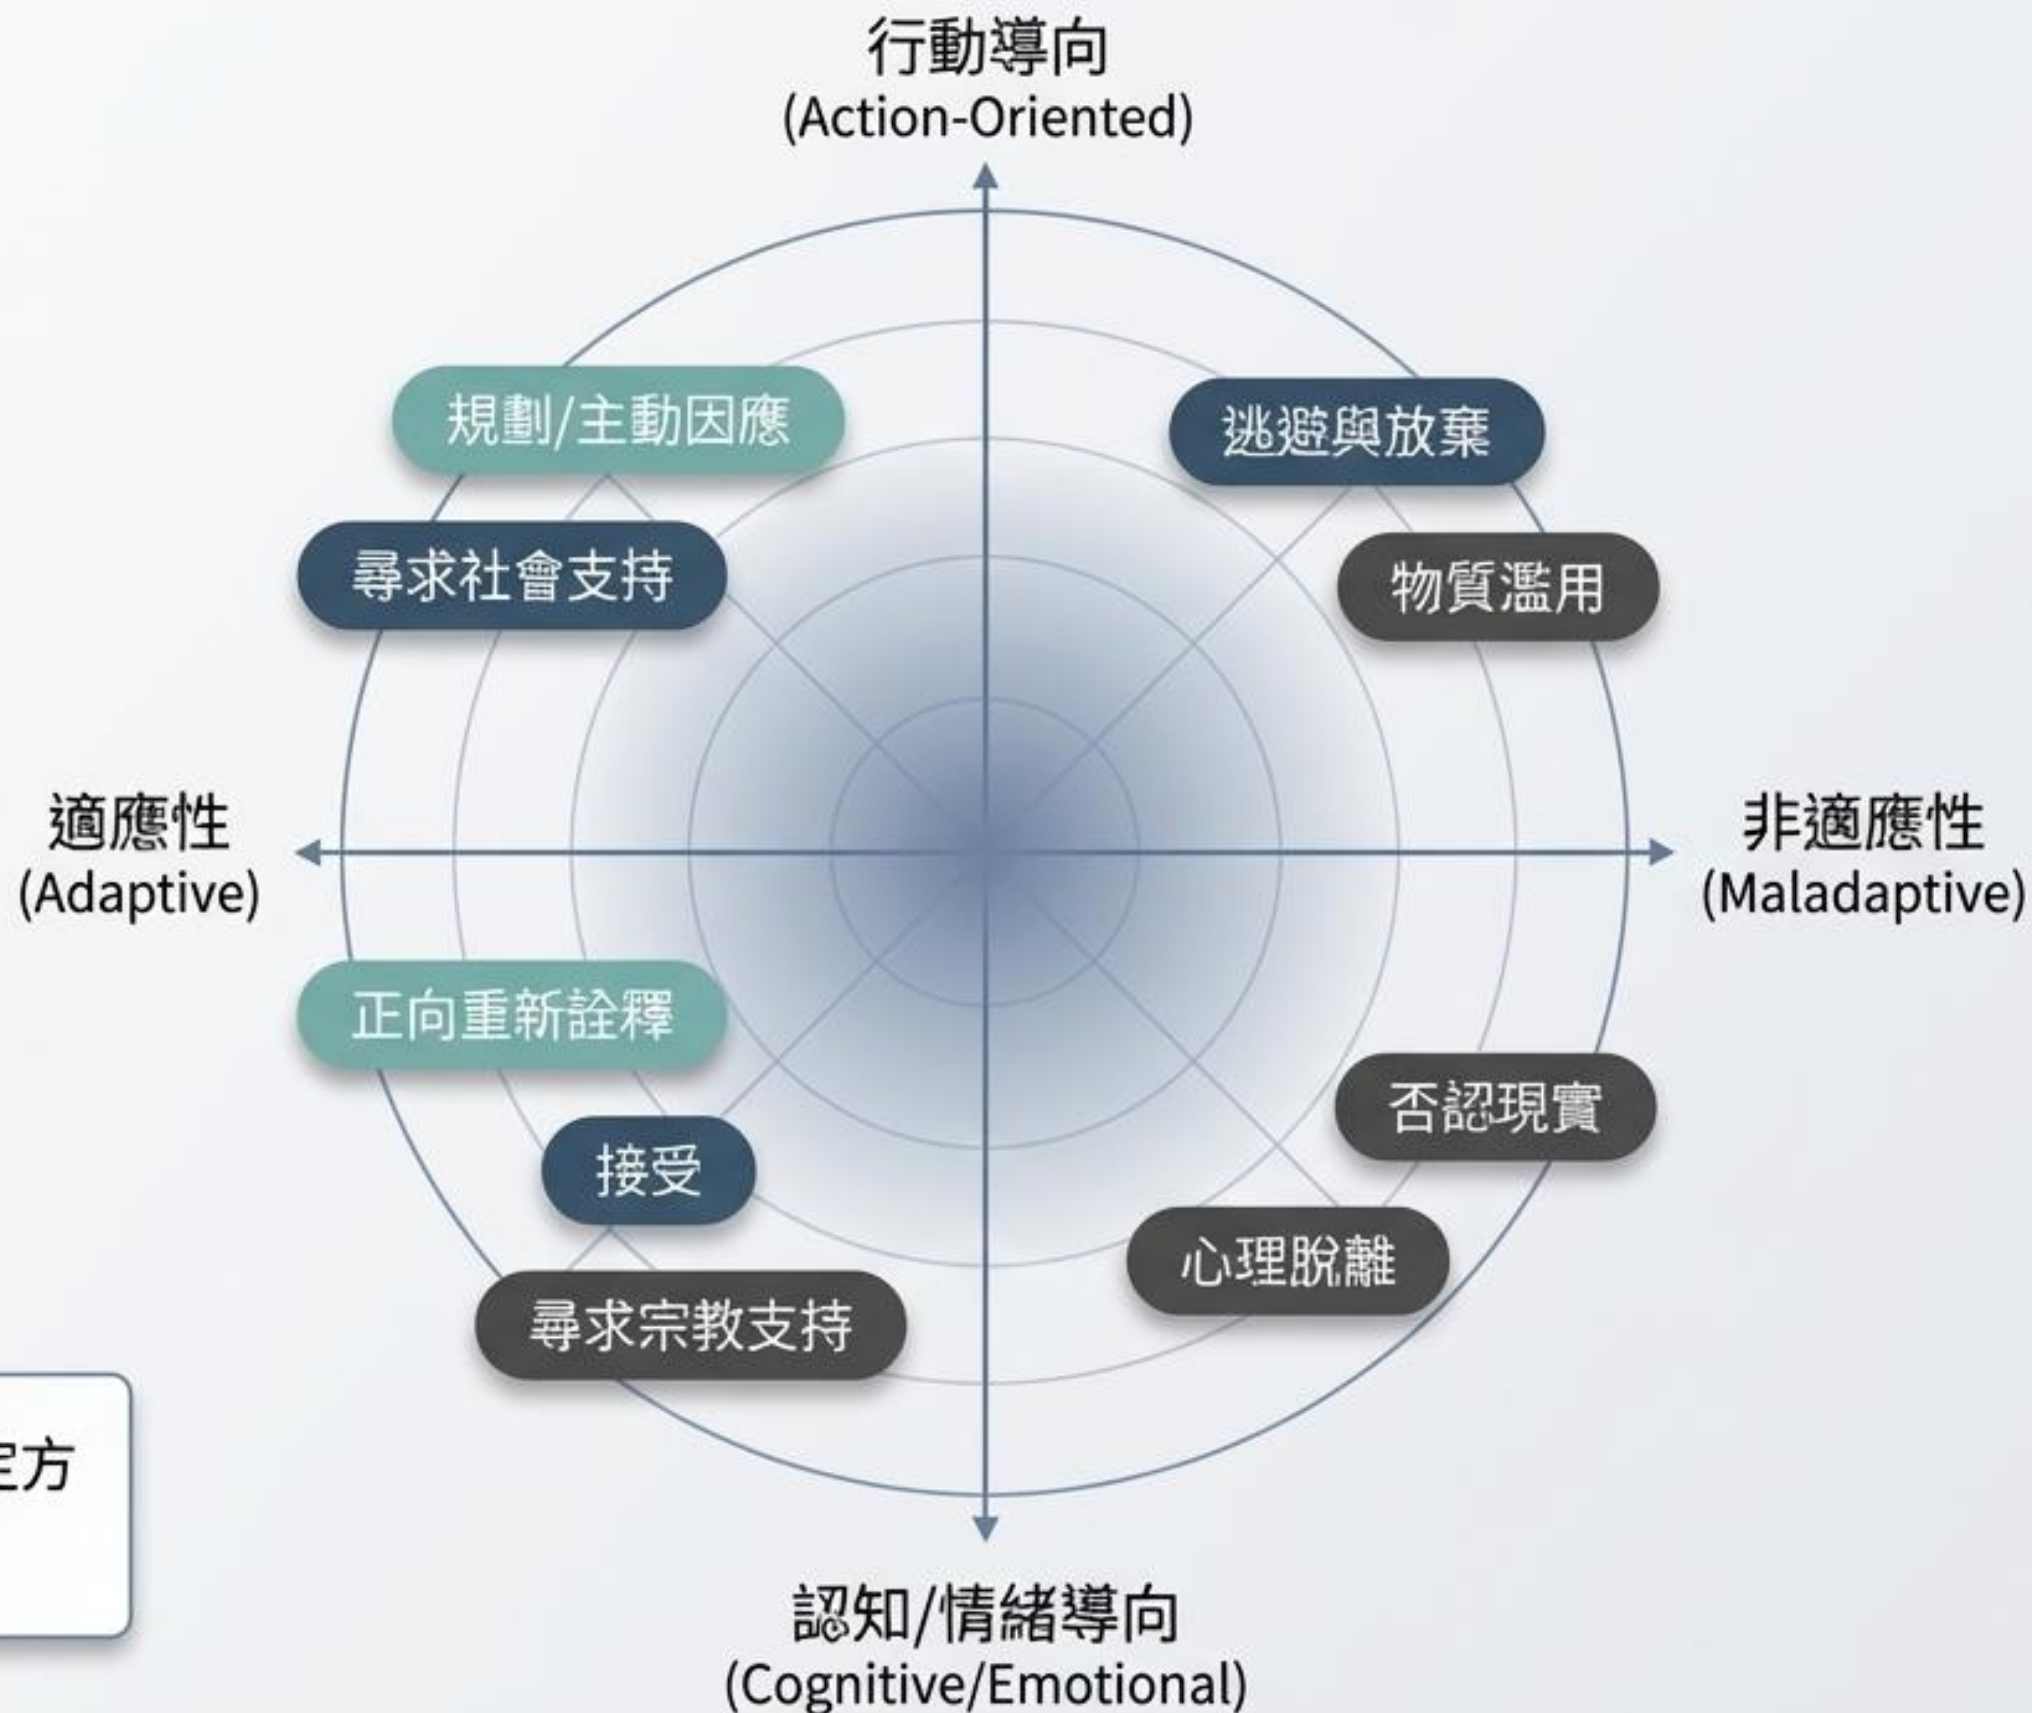 行動導向
(Action-Oriented)
規劃/主動因應
逃避與放棄
尋求社會支持
物質濫用
適應性
(Adaptive)
非適應性
(Maladaptive)
正向重新詮釋
否認現實
接受
心理脫離
尋求宗教支持
定方
認知/情緒導向
(Cognitive/Emotional)